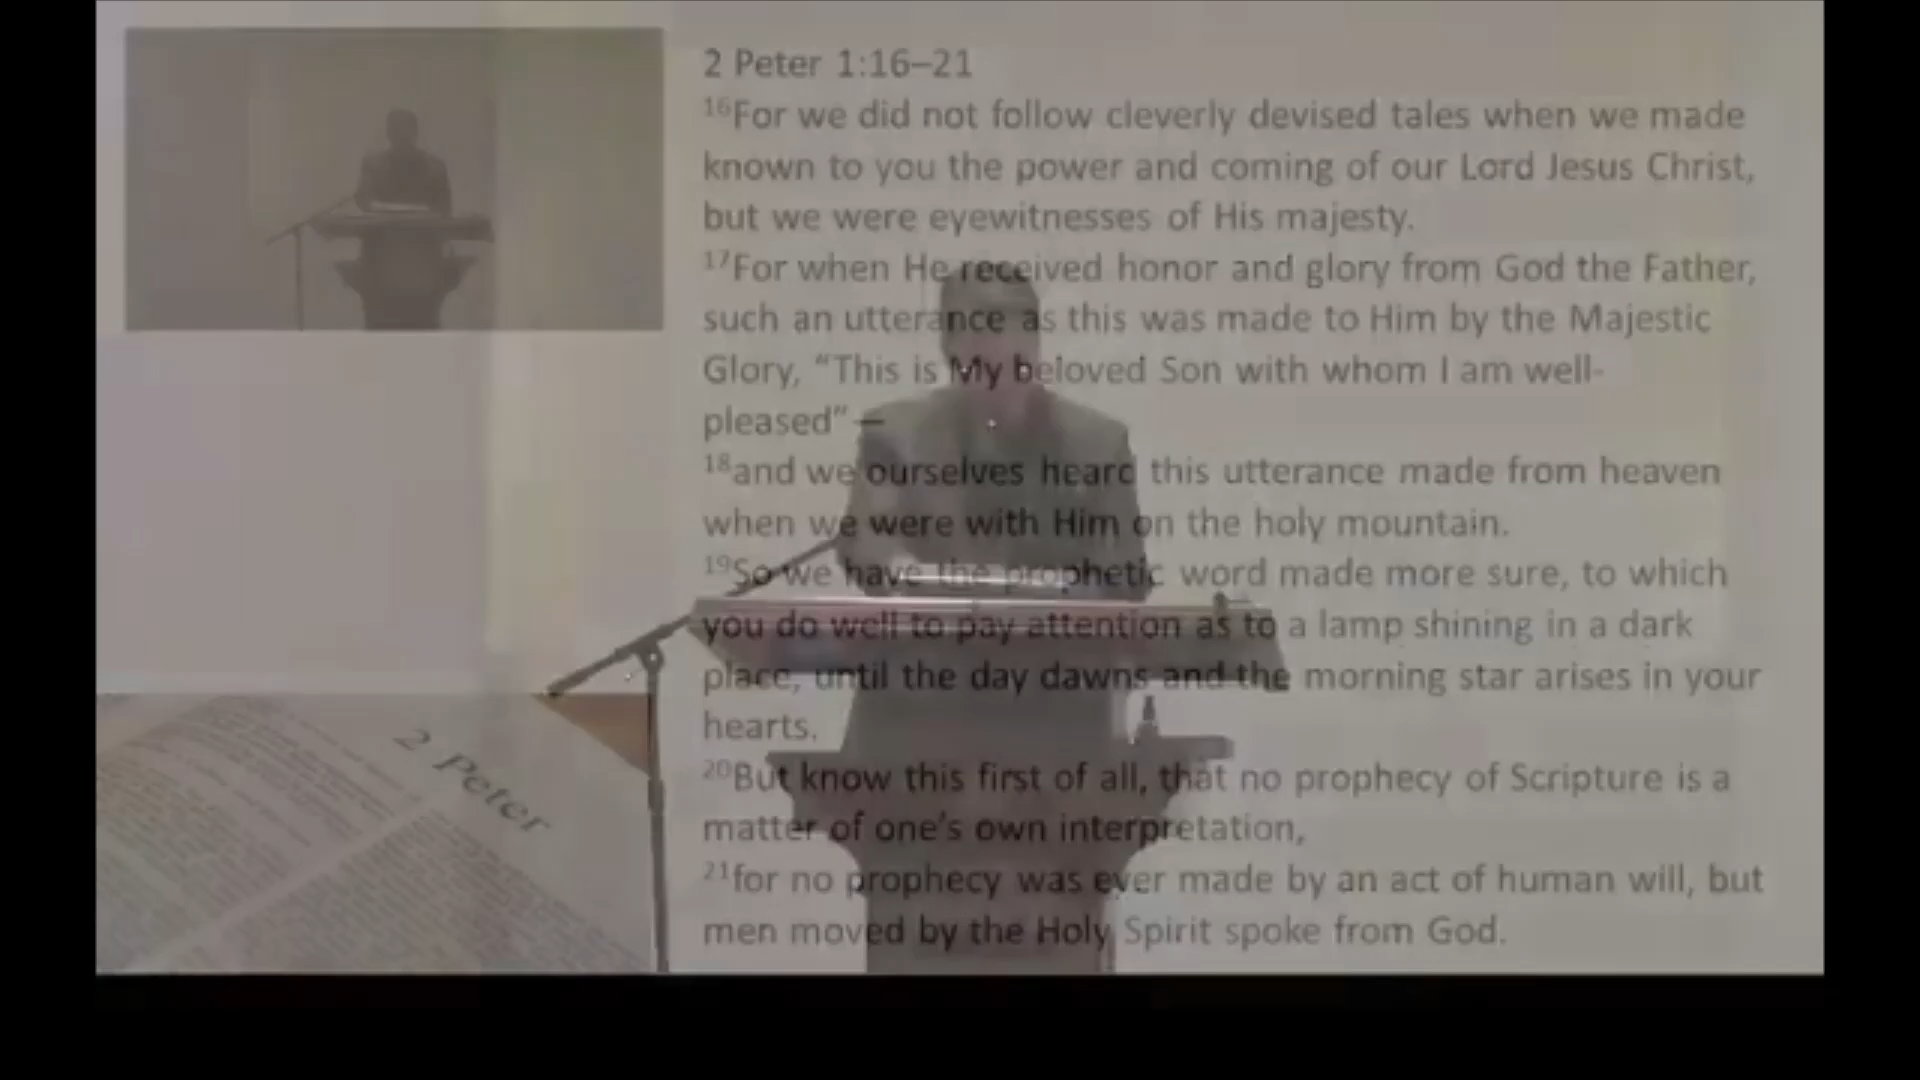 2 Peter 1:16–21
16For we did not follow cleverly devised tales when we made
known to you the power and coming of our Lord Jesus Christ,
but we were eyewitnesses of His majesty.
17For when He received honor and glory from God the Father,
such an utterance as this was made to Him by the Majestic
Glory, “This is My beloved Son with whom I am well-
pleased” —
18and we ourselves heard this utterance made from heaven
when we were with Him on the holy mountain.
19So we have the prophetic word made more sure, to which
you do well to pay attention as to a lamp shining in a dark
place, until the day dawns and the morning star arises in your
hearts.
20But know this first of all, that no prophecy of Scripture is a
matter of one’s own interpretation,
21for no prophecy was ever made by an act of human will, but
men moved by the Holy Spirit spoke from God.
2 Peter